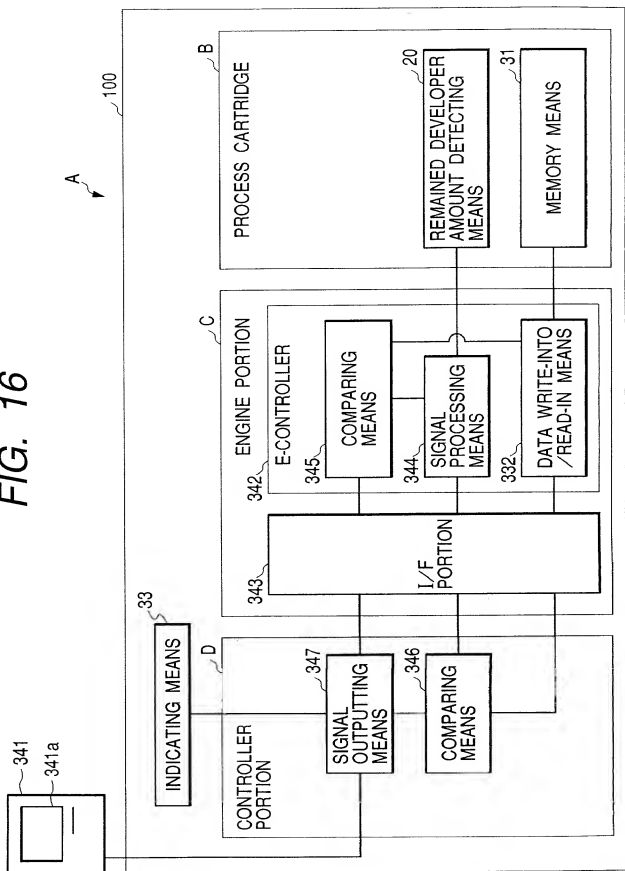 FIG. 16
341
341a
A
100
33
INDICATING MEANS
CONTROLLER
PORTION
D
347
SIGNAL
OUTPUTTING
MEANS
346
COMPARING
MEANS
343
I/F
PORTION
ENGINE PORTION
C
342
E-CONTROLLER
345
COMPARING
MEANS
344
SIGNAL
PROCESSING
MEANS
332
DATA WRITE-INTO
/READ-IN MEANS
PROCESS CARTRIDGE
B
20
REMAINED DEVELOPER
AMOUNT DETECTING
MEANS
31
MEMORY MEANS